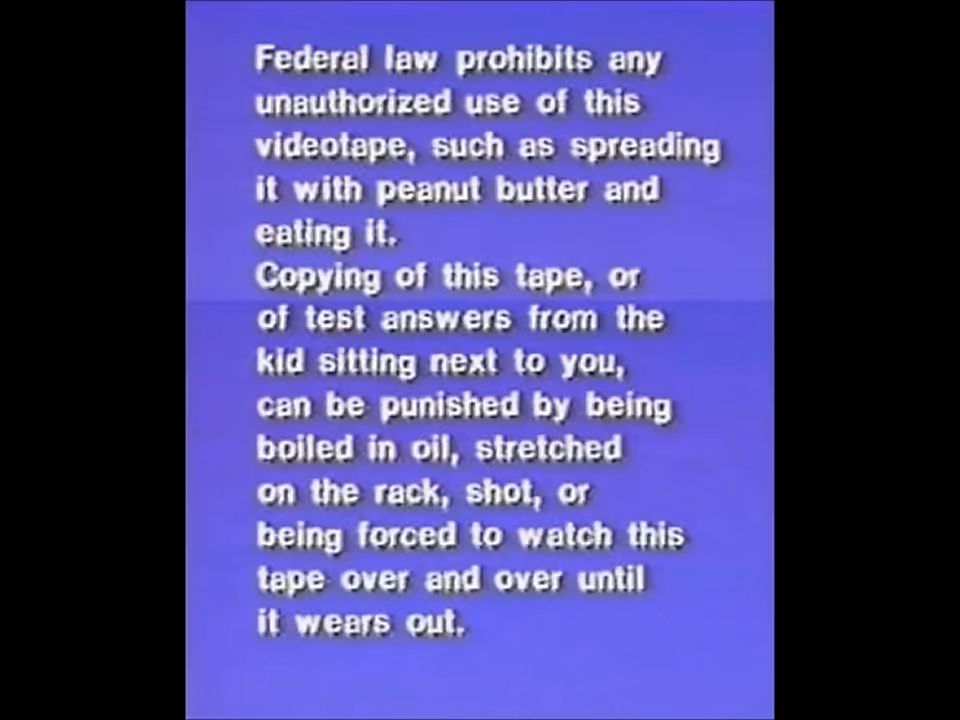 Federal law prohibits any
unauthorized use of this
videotape, such as spreading
it with peanut butter and
eating it.
Copying of this tape, or
of test answers from the
kid sitting next to you,
can be punished by being
boiled in oil, stretched
on the rack, shot, or
being forced to watch this
tape over and over until
it wears out.